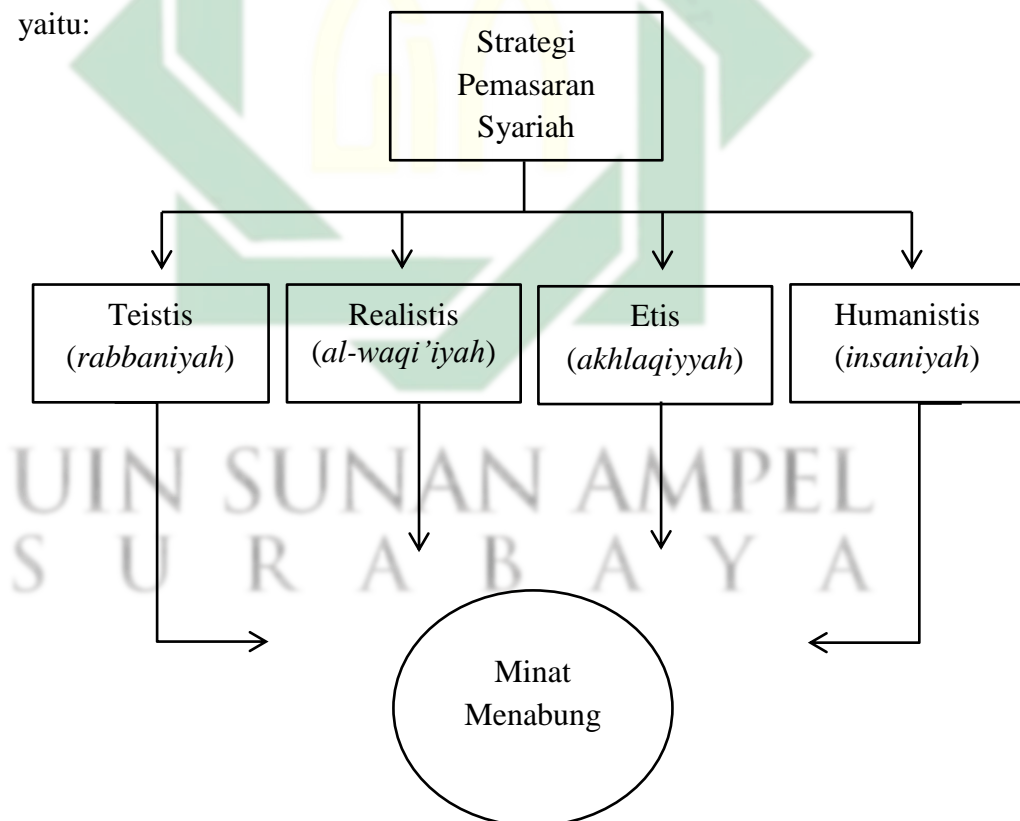 yaitu:
Strategi
Pemasaran
Syariah
Teistis
(rabbaniyah)
Realistis
(al-waqi’iyah)
Etis
(akhlaqiyyah)
Humanistis
(insaniyah)
UIN SUNAN AMPEL
S U R A B A Y A
Minat
Menabung